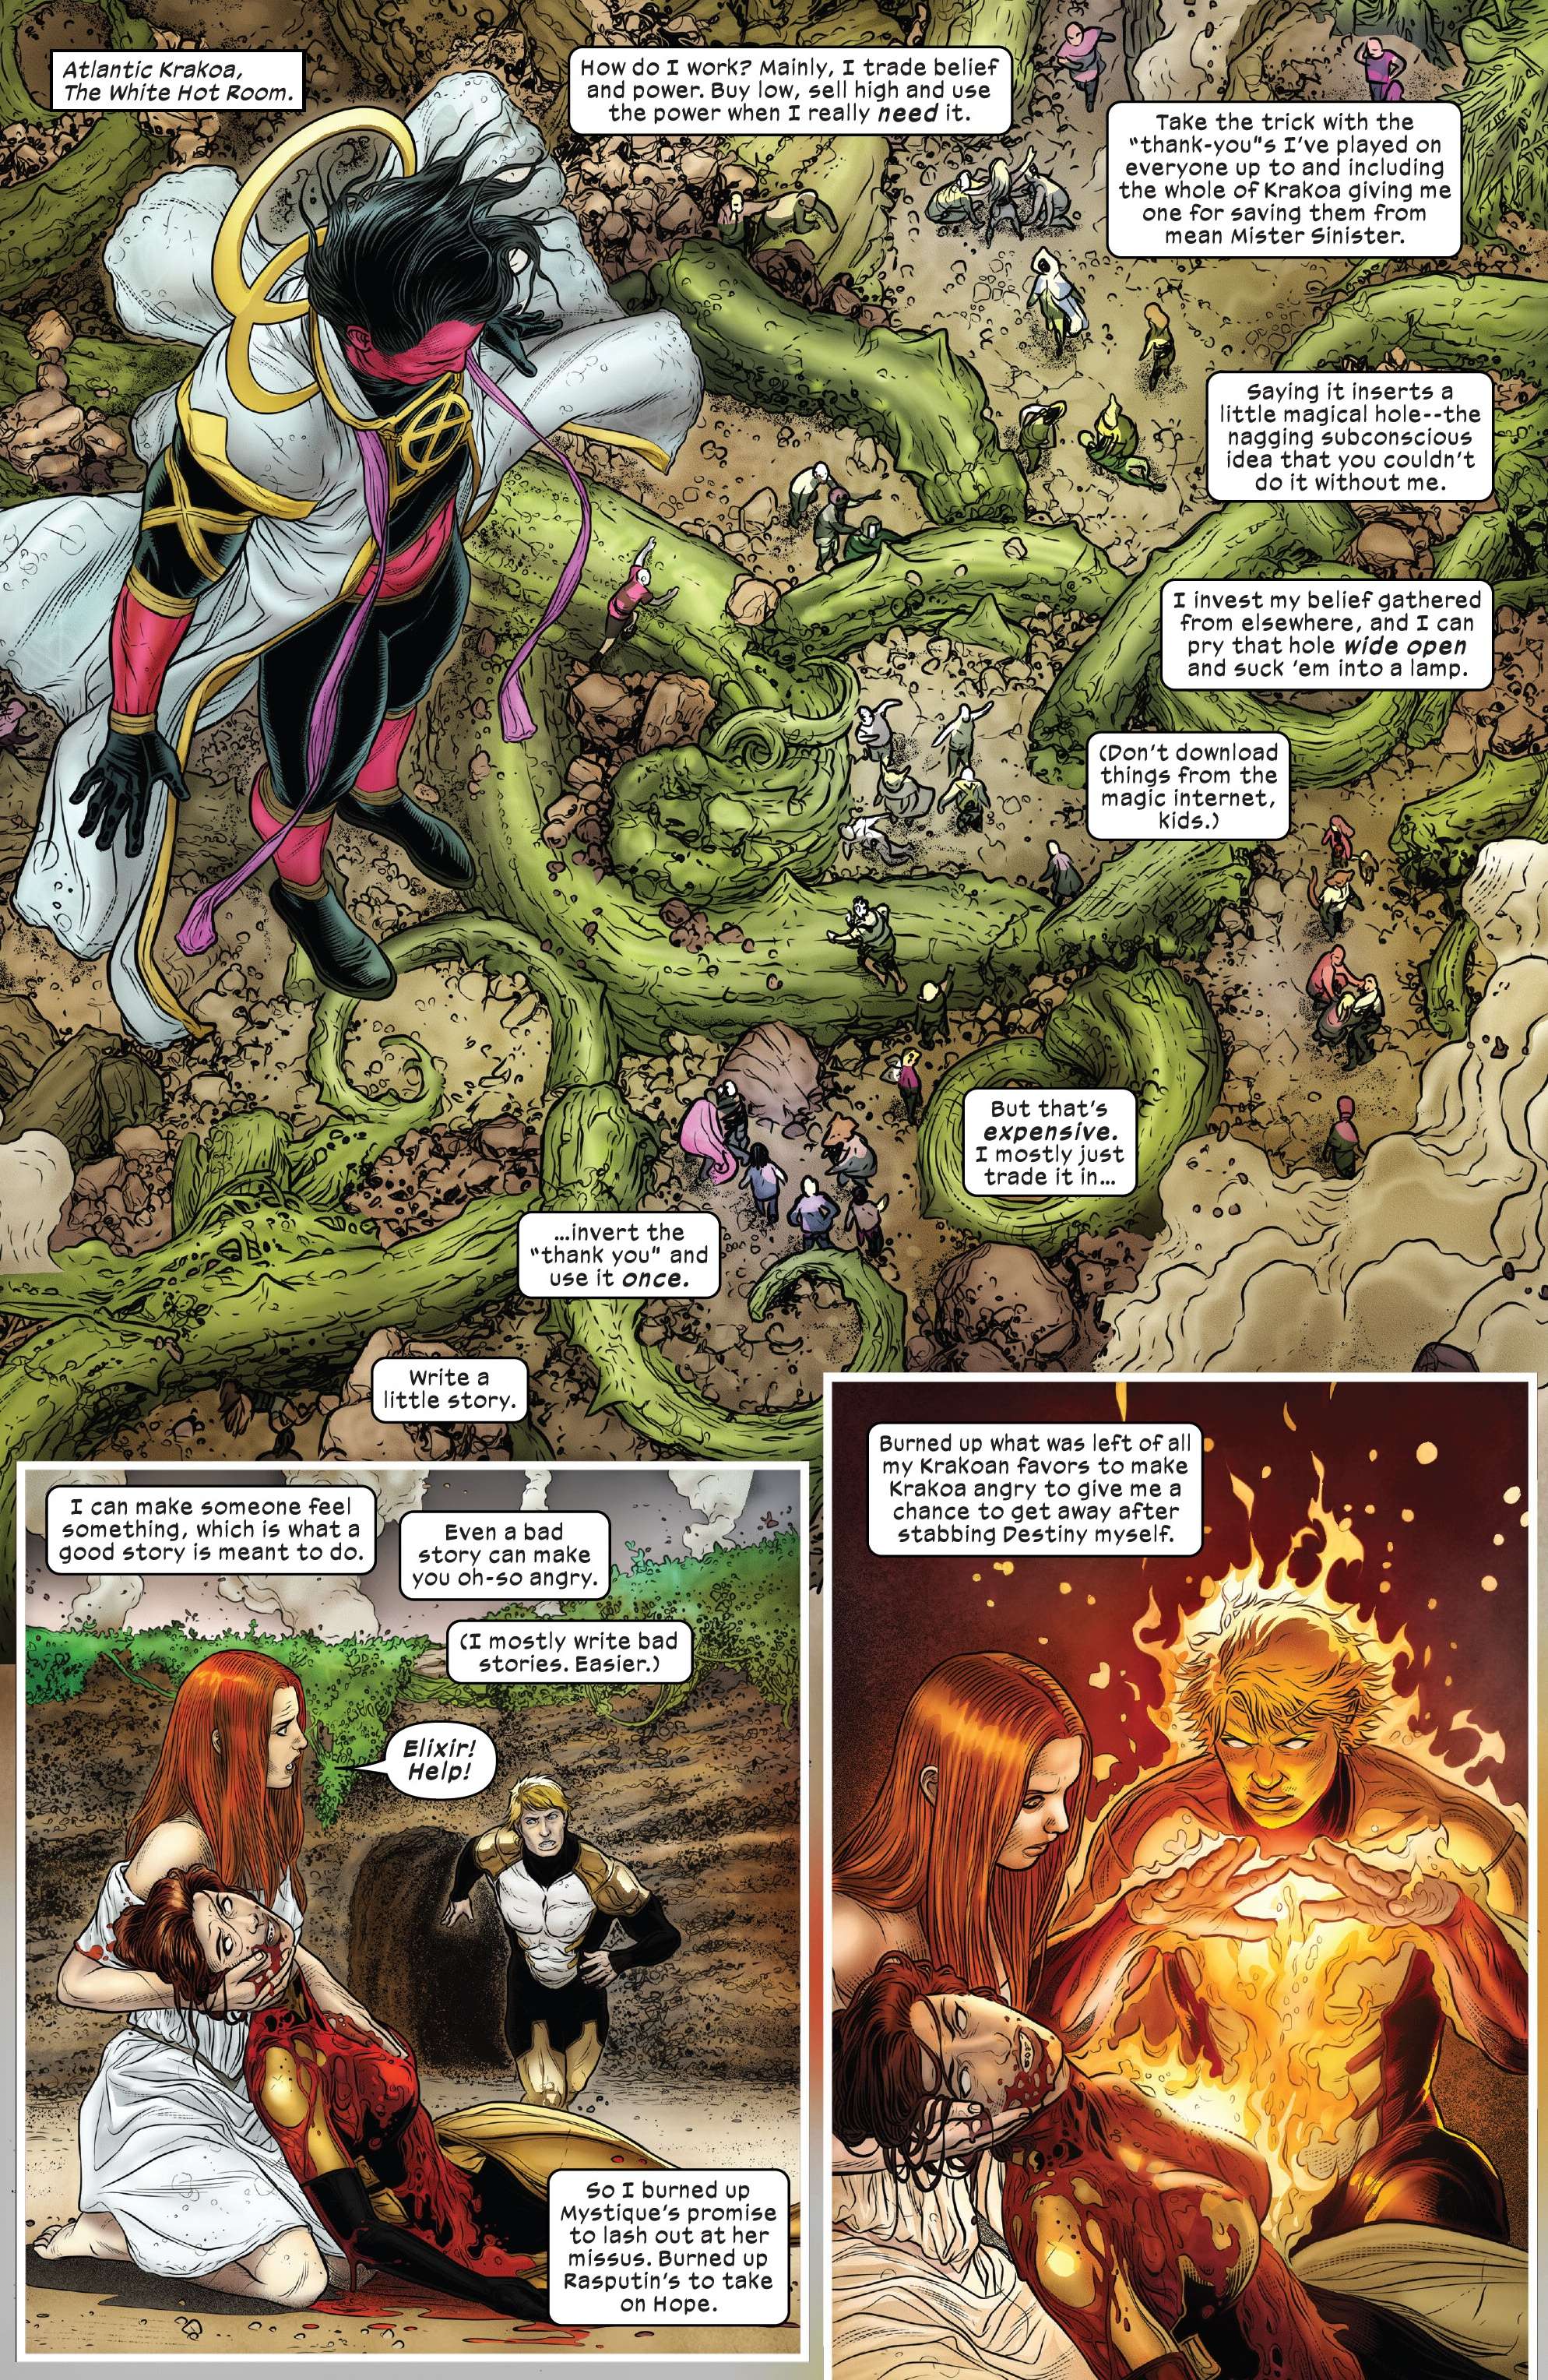 Atlantic Krakoa,
The White Hot Room.
How do I work? Mainly, I trade belief
and power. Buy low, sell high and use
the power when I really need it.
Take the trick with the
"thank-you"s I've played on
everyone up to and including
the whole of Krakoa giving me
one for saving them from
mean Mister Sinister.
Saying it inserts a
little magical hole--the
nagging subconscious
idea that you couldn't
do it without me.
I invest my belief gathered
from elsewhere, and I can
pry that hole wide open
and suck 'em into a lamp.
(Don't download
things from the
magic internet,
kids.)
But that's
expensive.
I mostly just
trade it in...
...invert the
"thank you" and
use it once.
Write a
little story.
I can make someone feel
something, which is what a
good story is meant to do.
Even a bad
story can make
you oh-so angry.
(I mostly write bad
stories. Easier.)
Elixir!
Help!
So I burned up
Mystique's promise
to lash out at her
missus. Burned up
Rasputin's to take
on Hope.
Burned up what was left of all
my Krakoan favors to make
Krakoa angry to give me a
chance to get away after
stabbing Destiny myself.